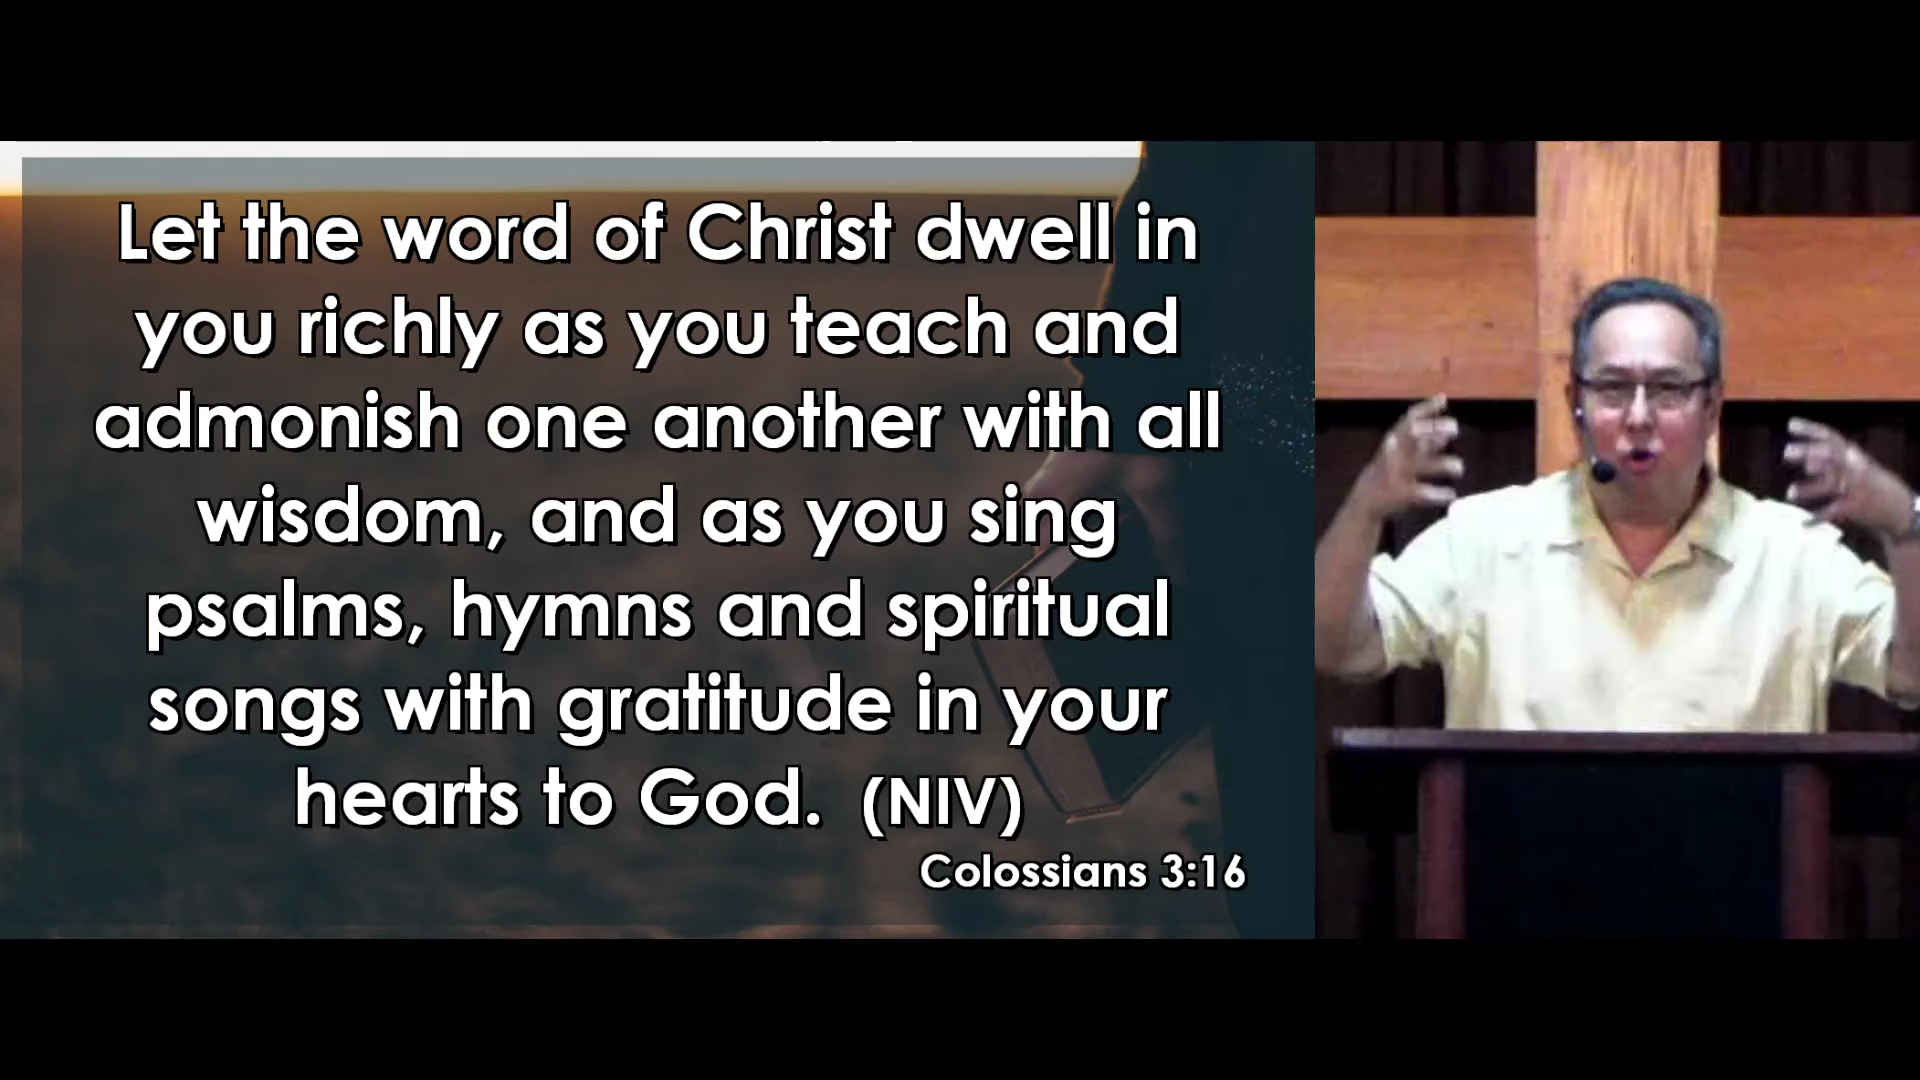 Let the word of Christ dwell in
you richly as you teach and
admonish one another with all
wisdom, and as you sing
psalms, hymns and spiritual
songs with gratitude in your
hearts to God. (NIV)
Colossians 3:16